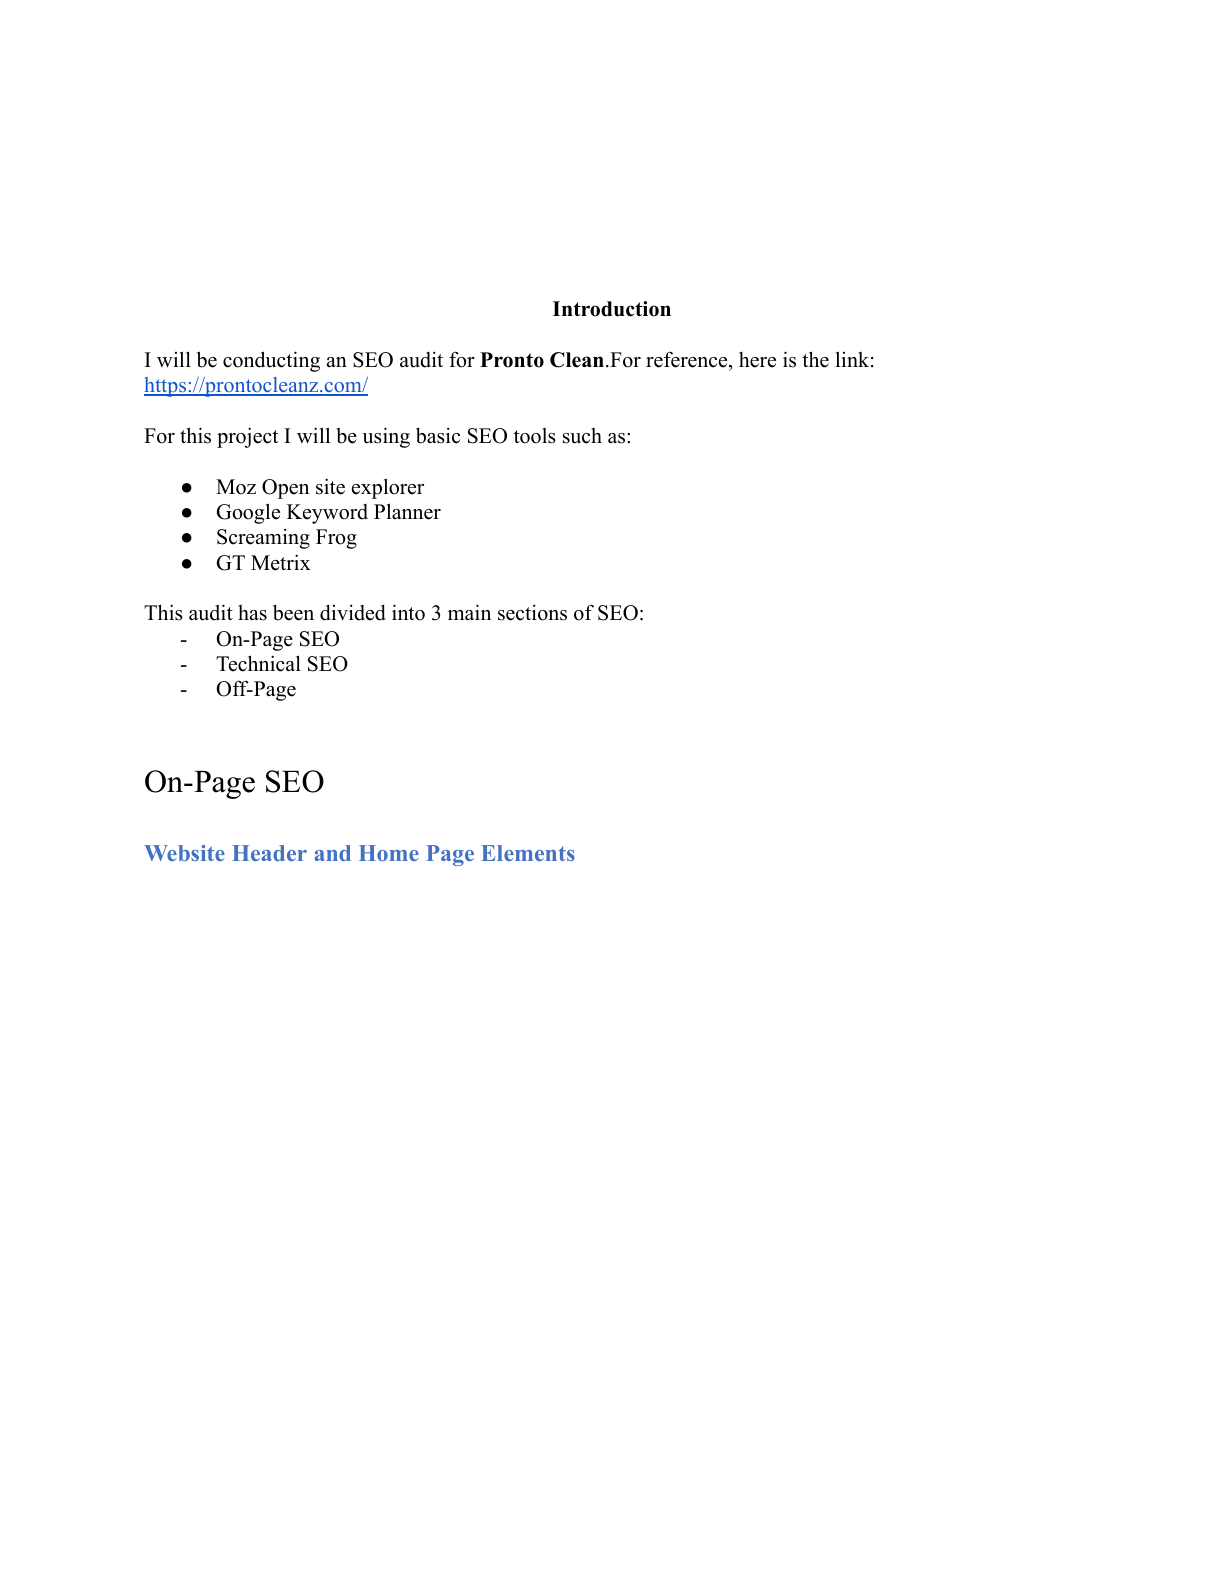 Introduction
I will be conducting an SEO audit for Pronto Clean.For reference, here is the link:
https://prontocleanz.com/
For this project I will be using basic SEO tools such as:
● Moz Open site explorer
● Google Keyword Planner
● Screaming Frog
● GT Metrix
This audit has been divided into 3 main sections of SEO:
- On-Page SEO
- Technical SEO
- Off-Page
On-Page SEO
Website Header and Home Page Elements